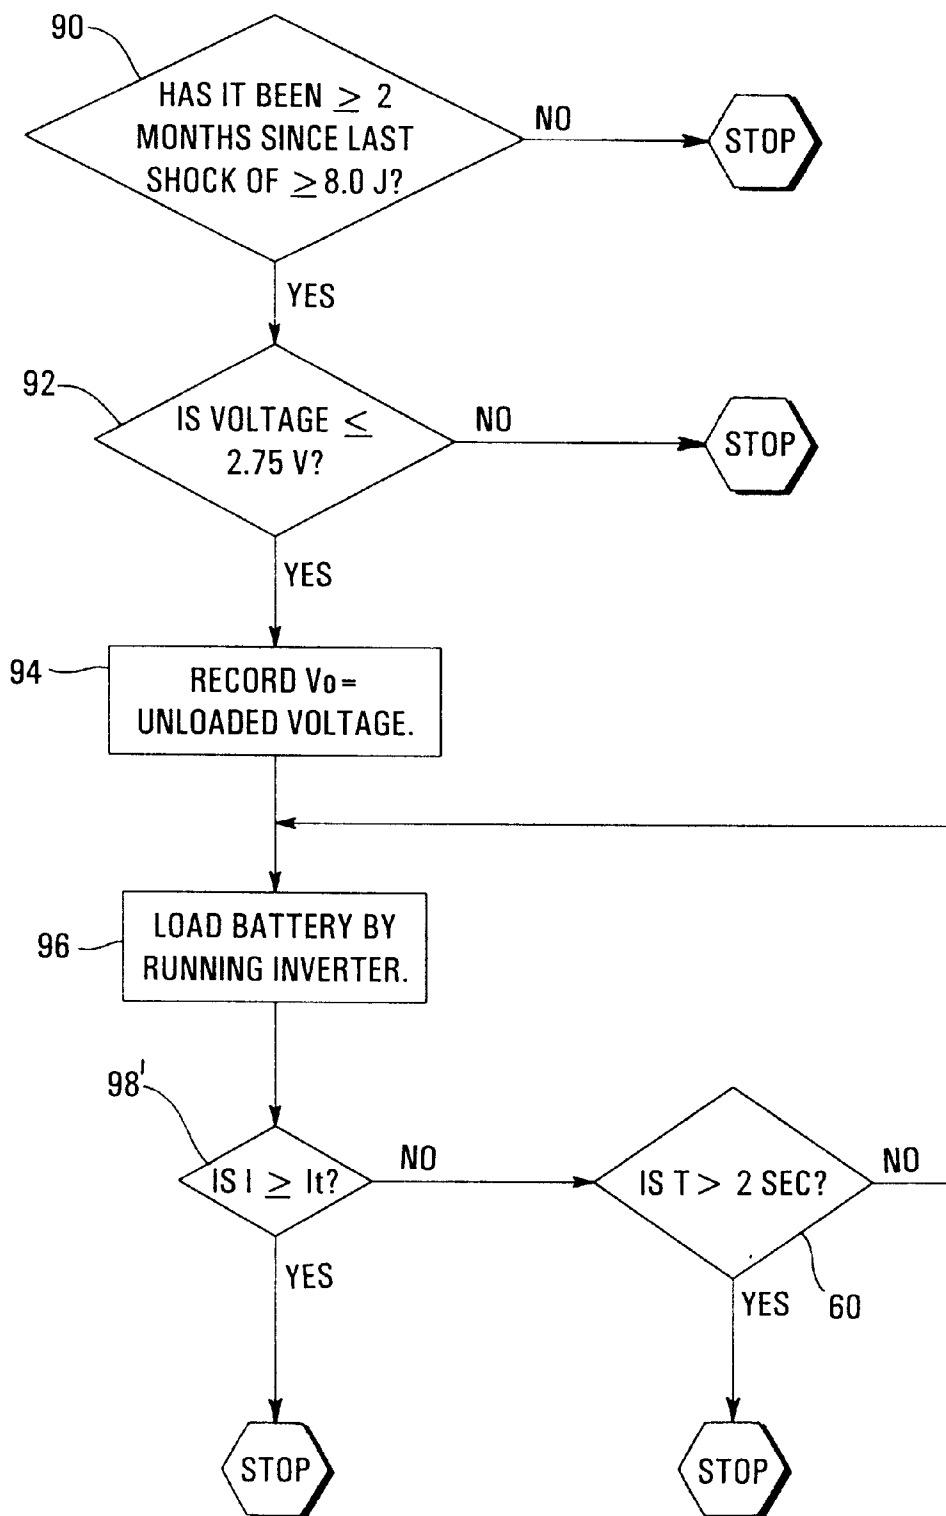 90
HAS IT BEEN ≥ 2
MONTHS SINCE LAST
SHOCK OF ≥ 8.0 J?
NO
STOP
YES
92
IS VOLTAGE ≤
2.75 V?
NO
STOP
YES
94
RECORD Vo =
UNLOADED VOLTAGE.
96
LOAD BATTERY BY
RUNNING INVERTER.
98'
IS I ≥ It?
NO
IS T > 2 SEC?
NO
YES
YES
60
STOP
STOP